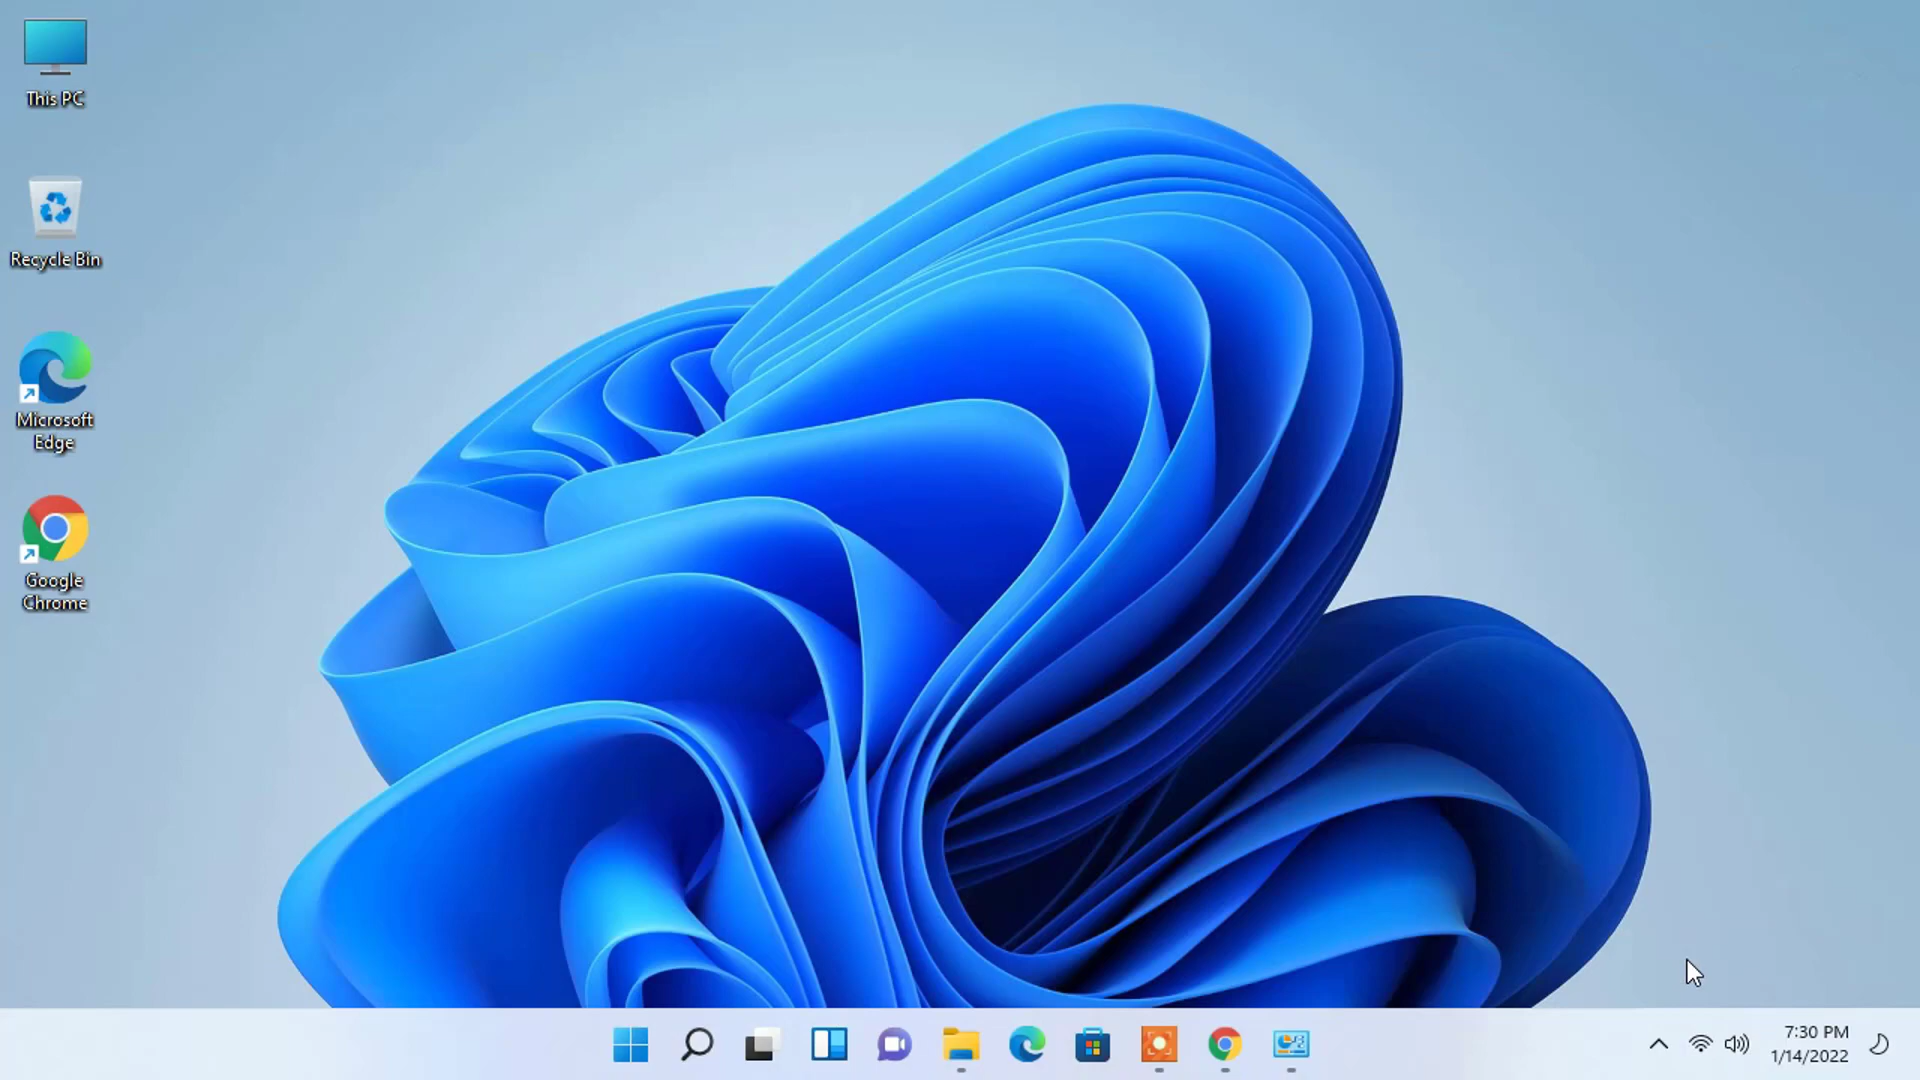 This PC
Recycle Bin
Microsoft
Edge
Google
Chrome
7:30 PM
1/14/2022